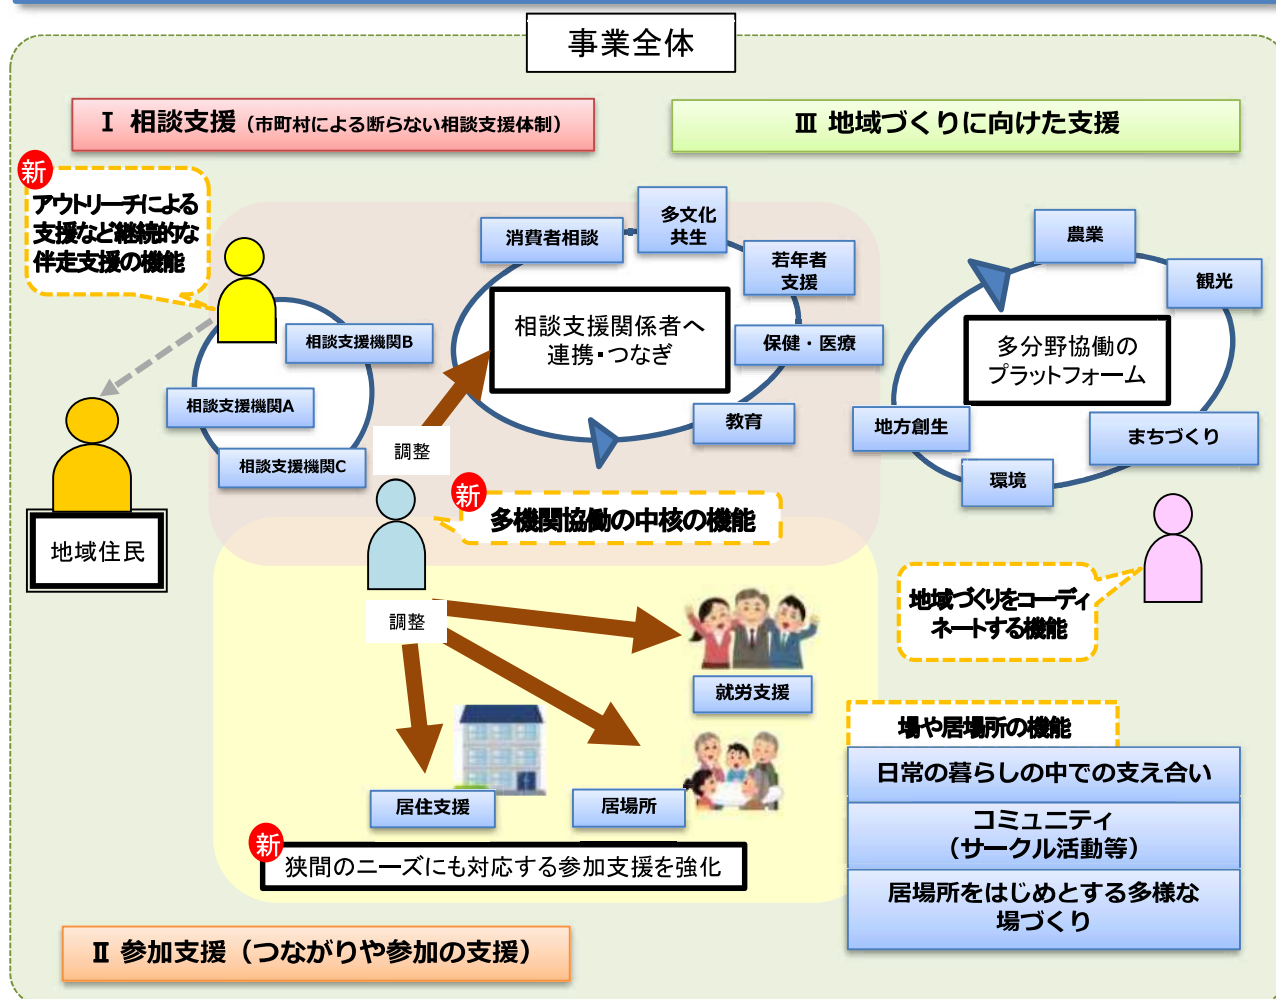 事業全体
Ⅰ 相談支援（市町村による断らない相談支援体制）
Ⅲ 地域づくりに向けた支援
新
アウトリーチによる
支援など継続的な
伴走支援の機能
相談支援機関B
相談支援機関A
相談支援機関C
地域住民
消費者相談
多文化
共生
若年者
支援
保健・医療
教育
相談支援関係者へ
連携・つなぎ
調整
新
多機関協働の中核の機能
農業
観光
まちづくり
環境
地方創生
多分野協働の
プラットフォーム
地域づくりをコーディ
ネートする機能
調整
就労支援
居住支援
居場所
新
狭間のニーズにも対応する参加支援を強化
場や居場所の機能
日常の暮らしの中での支え合い
コミュニティ
（サークル活動等）
居場所をはじめとする多様な
場づくり
Ⅱ 参加支援（つながりや参加の支援）